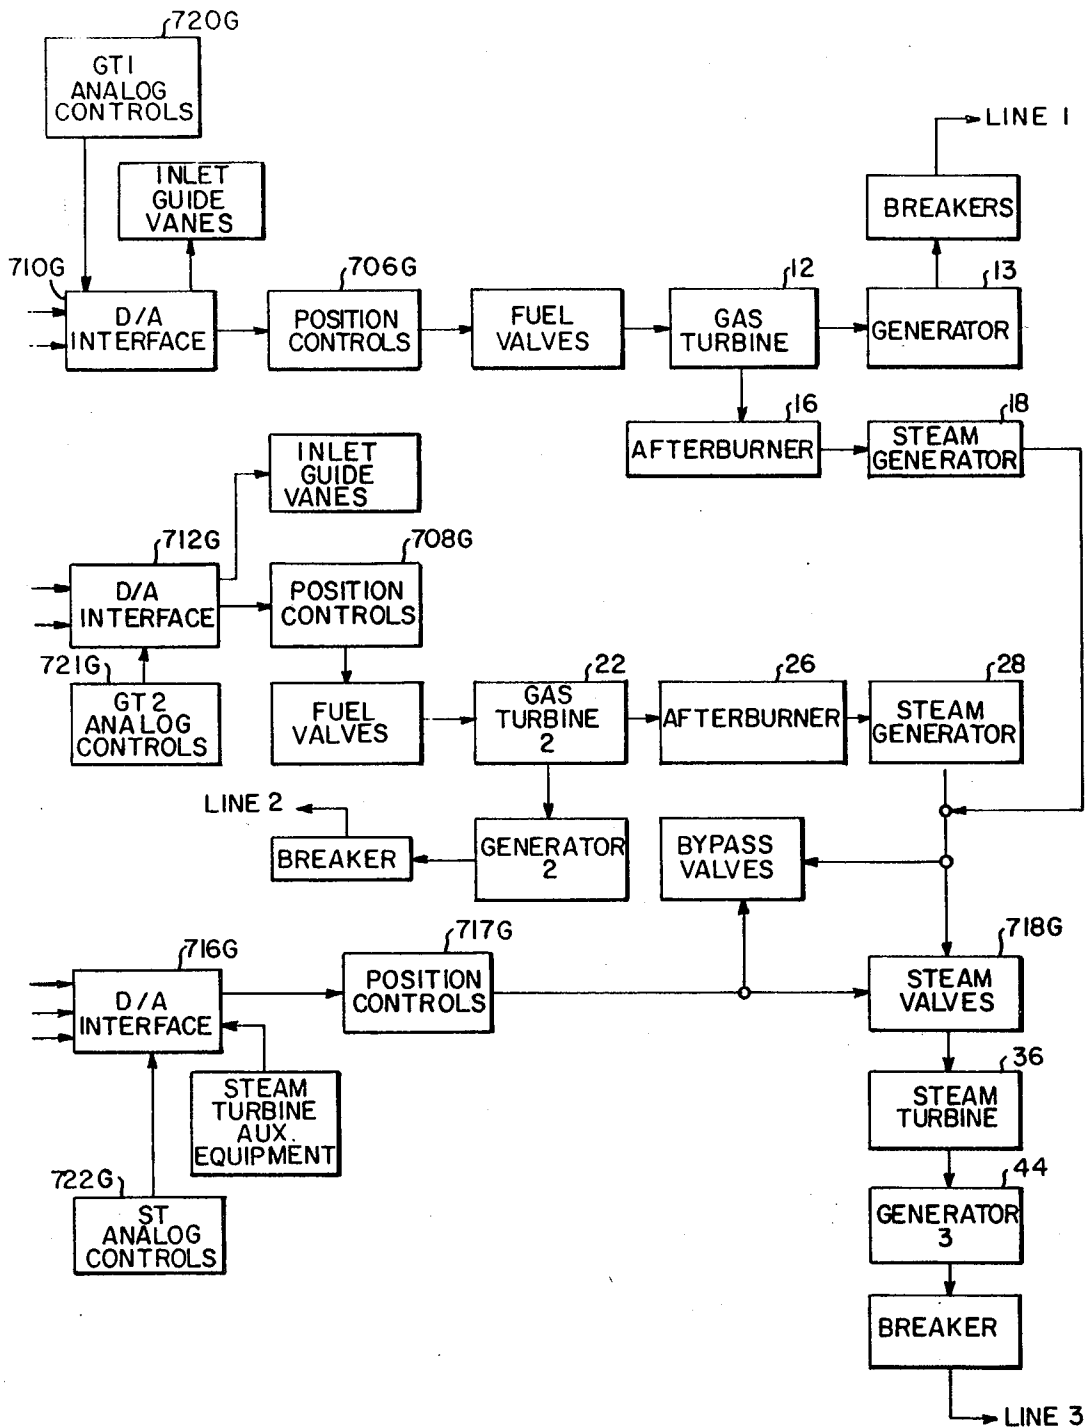 720G
GT1
ANALOG
CONTROLS
LINE 1
INLET
GUIDE
VANES
BREAKERS
710G
706G
12
13
D/A
INTERFACE
POSITION
CONTROLS
FUEL
VALVES
GAS
TURBINE
GENERATOR
16
18
AFTERBURNER
STEAM
GENERATOR
INLET
GUIDE
VANES
712G
708G
D/A
INTERFACE
POSITION
CONTROLS
721G
22
26
28
GT2
ANALOG
CONTROLS
FUEL
VALVES
GAS
TURBINE
2
AFTERBURNER
STEAM
GENERATOR
LINE 2
BREAKER
GENERATOR
2
BYPASS
VALVES
716G
717G
718G
D/A
INTERFACE
POSITION
CONTROLS
STEAM
VALVES
STEAM
TURBINE
AUX.
EQUIPMENT
36
STEAM
TURBINE
722G
44
ST
ANALOG
CONTROLS
GENERATOR
3
BREAKER
LINE 3